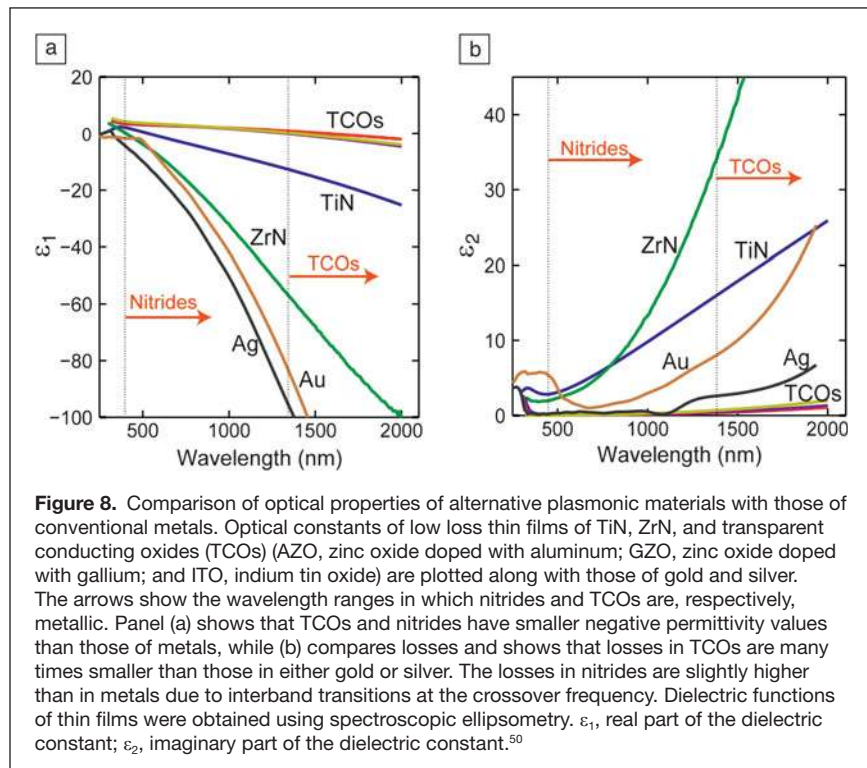 a
20
0
−20
−40
−60
−80
−100
ε1
500
1000
1500
2000
Wavelength (nm)
TCOs
TiN
ZrN
TCOs
Nitrides
Ag
Au
b
40
30
20
10
0
ε2
500
1000
1500
2000
Wavelength (nm)
Nitrides
TCOs
ZrN
TiN
Au
Ag
TCOs
Figure 8. Comparison of optical properties of alternative plasmonic materials with those of
conventional metals. Optical constants of low loss thin films of TiN, ZrN, and transparent
conducting oxides (TCOs) (AZO, zinc oxide doped with aluminum; GZO, zinc oxide doped
with gallium; and ITO, indium tin oxide) are plotted along with those of gold and silver.
The arrows show the wavelength ranges in which nitrides and TCOs are, respectively,
metallic. Panel (a) shows that TCOs and nitrides have smaller negative permittivity values
than those of metals, while (b) compares losses and shows that losses in TCOs are many
times smaller than those in either gold or silver. The losses in nitrides are slightly higher
than in metals due to interband transitions at the crossover frequency. Dielectric functions
of thin films were obtained using spectroscopic ellipsometry. ε1, real part of the dielectric
constant; ε2, imaginary part of the dielectric constant.50